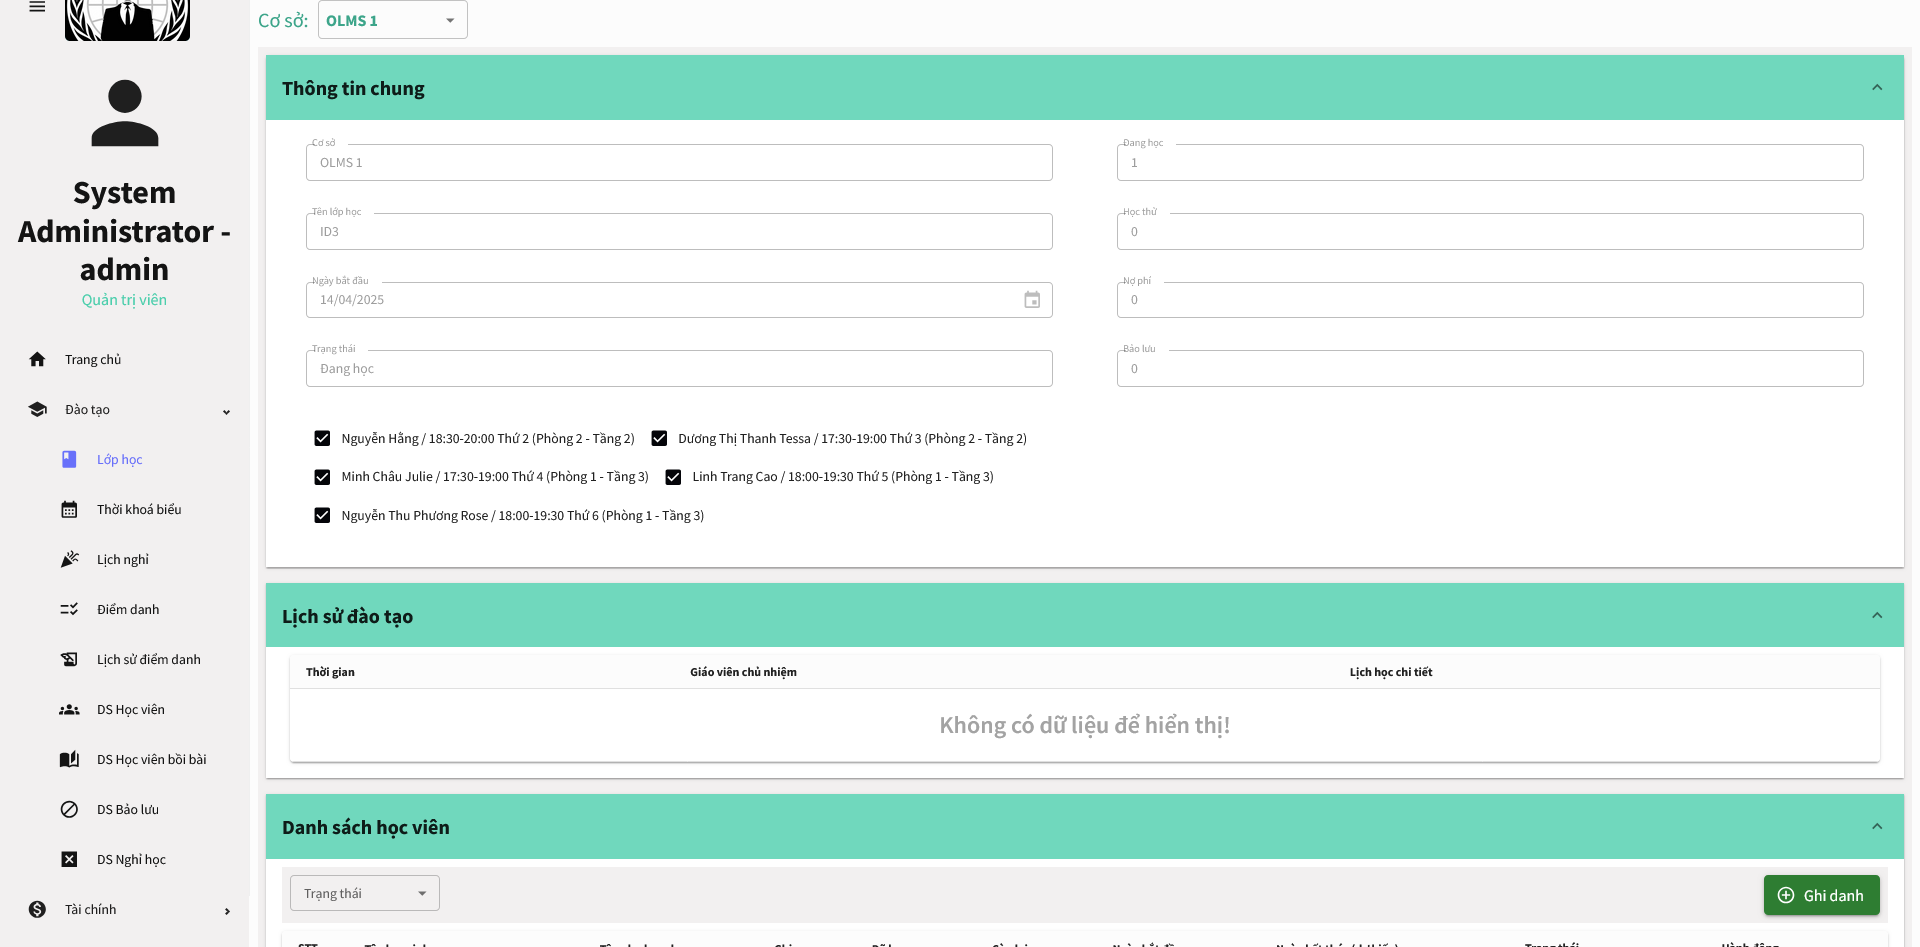 Cơ sở: OLMS 1
System
Administrator -
admin
Quản trị viên
Trang chủ
Đào tạo
Lớp học
Thời khoá biểu
Lịch nghỉ
Điểm danh
Lịch sử điểm danh
DS Học viên
DS Học viên bồi bài
DS Bảo lưu
DS Nghỉ học
Tài chính
Thông tin chung
Cơ sở
OLMS 1
Đang học
1
Tên lớp học
ID3
Học thử
0
Ngày bắt đầu
14/04/2025
Nợ phí
0
Trạng thái
Đang học
Bảo lưu
0
Nguyễn Hằng / 18:30-20:00 Thứ 2 (Phòng 2 - Tầng 2) Dương Thị Thanh Tessa / 17:30-19:00 Thứ 3 (Phòng 2 - Tầng 2)
Minh Châu Julie / 17:30-19:00 Thứ 4 (Phòng 1 - Tầng 3) Linh Trang Cao / 18:00-19:30 Thứ 5 (Phòng 1 - Tầng 3)
Nguyễn Thu Phương Rose / 18:00-19:30 Thứ 6 (Phòng 1 - Tầng 3)
Lịch sử đào tạo
Thời gian Giáo viên chủ nhiệm Lịch học chi tiết
Không có dữ liệu để hiển thị!
Danh sách học viên
Trạng thái
Ghi danh